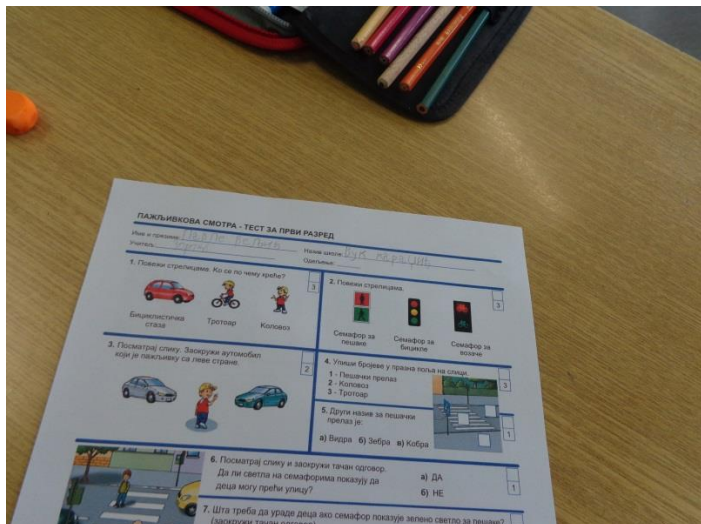 ПАЖЉИВКОВА СМОТРА - ТЕСТ ЗА ПРВИ РАЗРЕД
Име и презиме:
Учитељ:
Назив школе: Вук Караџић
Одељење:
1. Повежи стрелицама. Ко се по чему креће?
3
Бициклистичка
стаза
Тротоар
Коловоз
2. Повежи стрелицама.
3
Семафор за
пешаке
Семафор за
бицикле
Семафор за
возаче
3. Посматрај слику. Заокружи аутомобил
који је пажљивку са леве стране.
2
4. Упиши бројеве у празна поља на слици.
1 - Пешачки прелаз
2 - Коловоз
3 - Тротоар
3
5. Други назив за пешачки
прелаз је:
а) Видра б) Зебра в) Кобра
1
6. Посматрај слику и заокружи тачан одговор.
Да ли светла на семафорима показују да
деца могу прећи улицу?
а) ДА
б) НЕ
1
7. Шта треба да ураде деца ако семафор показује зелено светло за пешаке?
(заокружи тачан одговор)